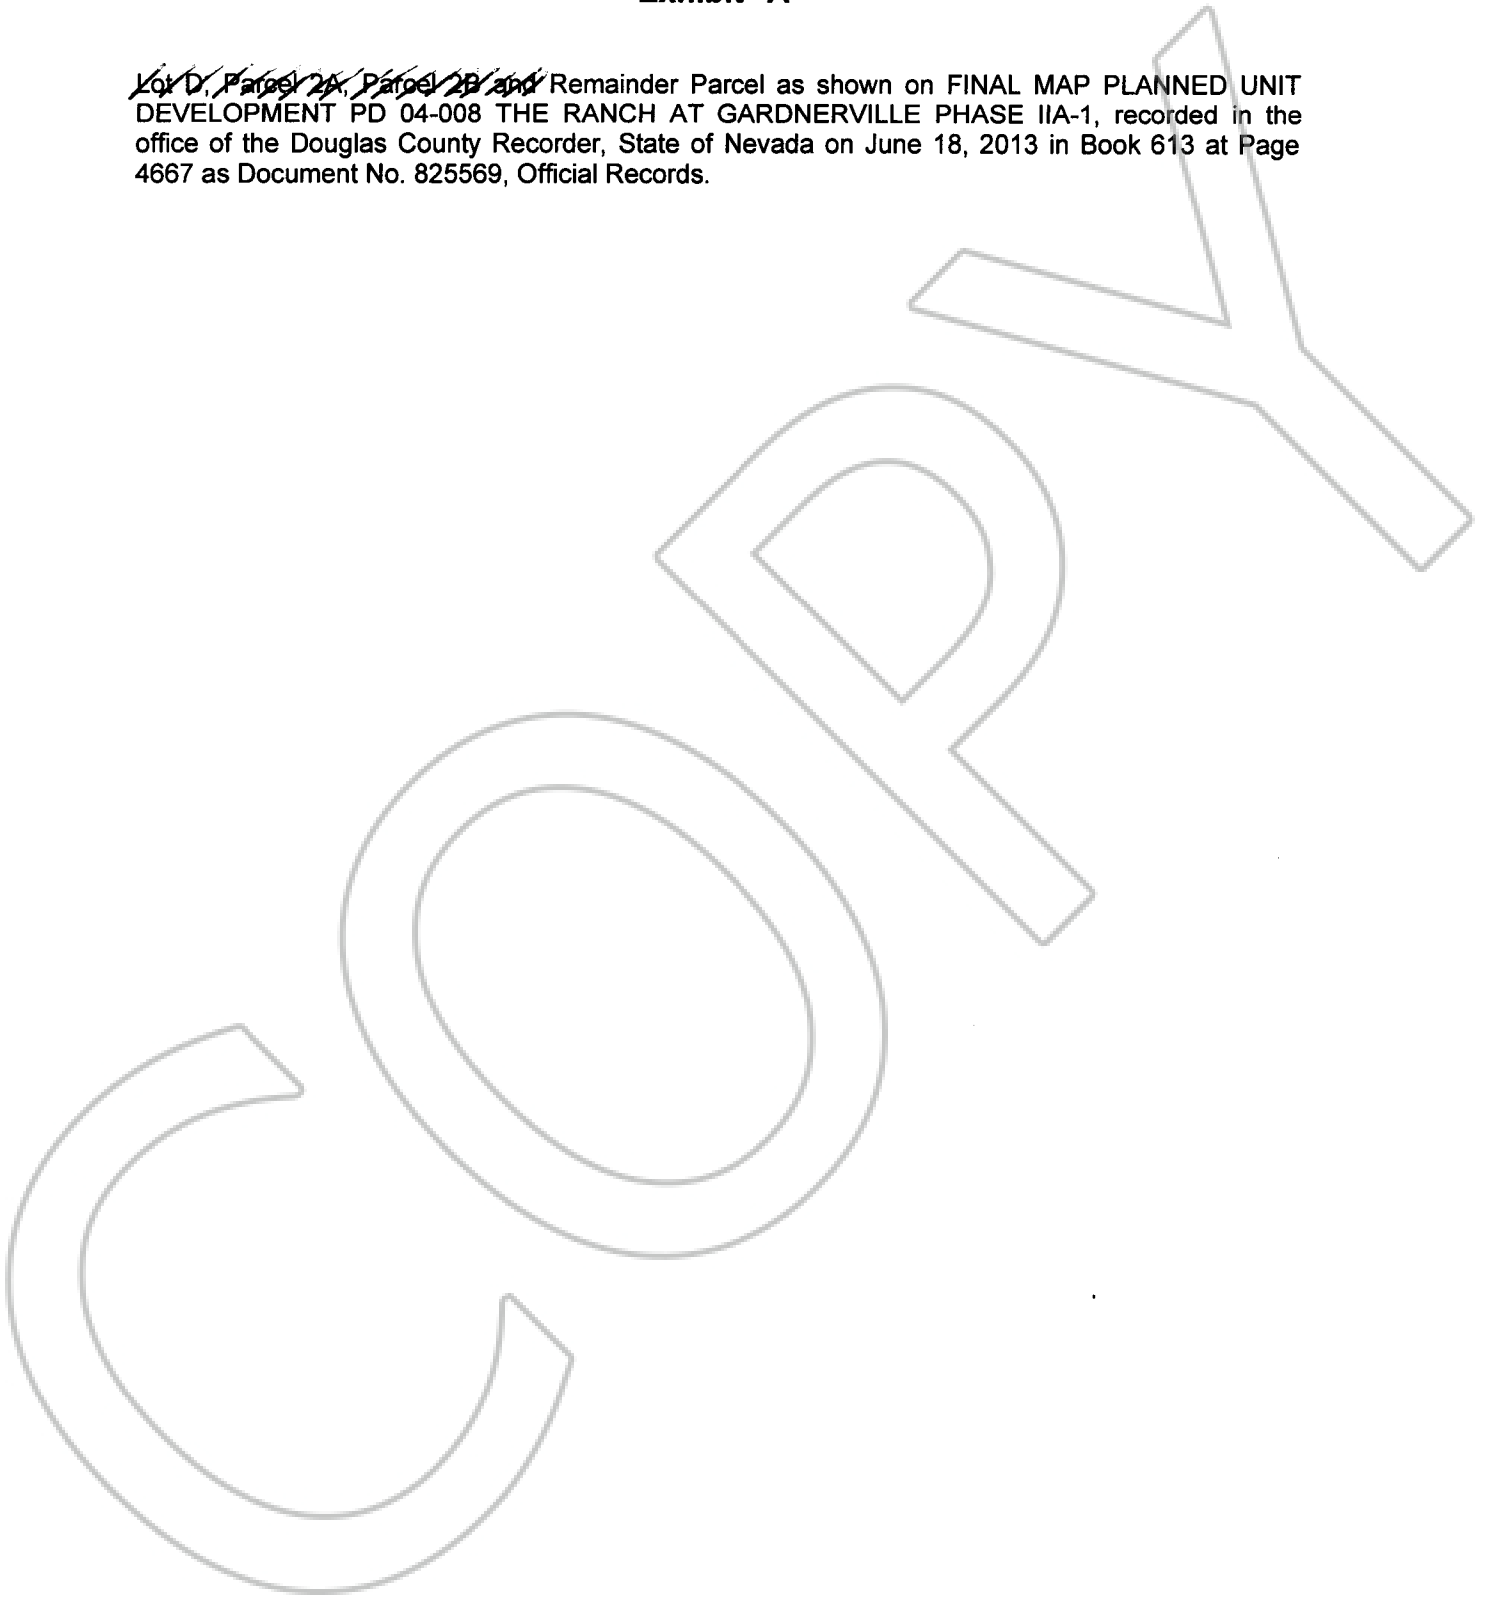 Exhibit "A"
Lot D, Parcel 2A, Parcel 2B and Remainder Parcel as shown on FINAL MAP PLANNED UNIT
DEVELOPMENT PD 04-008 THE RANCH AT GARDNERVILLE PHASE IIA-1, recorded in the
office of the Douglas County Recorder, State of Nevada on June 18, 2013 in Book 613 at Page
4667 as Document No. 825569, Official Records.
COPY